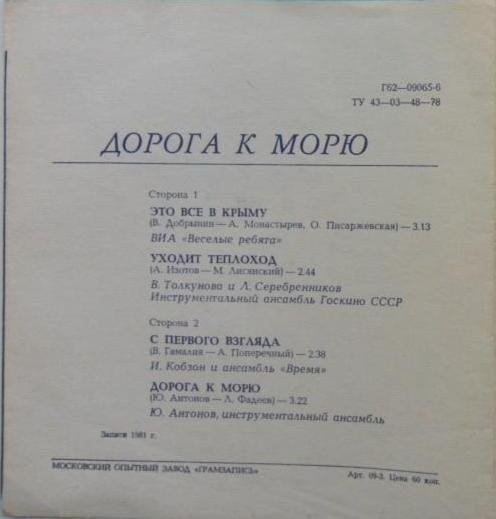 Г62—09065-6
ТУ 43—03—48—78
ДОРОГА К МОРЮ
Сторона 1
ЭТО ВСЕ В КРЫМУ
(В. Добрынин — А. Монастырев, О. Писаржевская) — 3.13
ВИА «Веселые ребята»
УХОДИТ ТЕПЛОХОД
(А. Изотов — М. Лисянский) — 2.44
В. Толкунова и Л. Серебренников
Инструментальный ансамбль Госкино СССР
Сторона 2
С ПЕРВОГО ВЗГЛЯДА
(В. Гамалия — А. Поперечный) — 2.38
И. Кобзон и ансамбль «Время»
ДОРОГА К МОРЮ
(Ю. Антонов — Л. Фадеев) — 3.22
Ю. Антонов, инструментальный ансамбль
Записи 1981 г.
МОСКОВСКИЙ ОПЫТНЫЙ ЗАВОД «ГРАМЗАПИСЬ»
Арт. 09-3. Цена 60 коп.